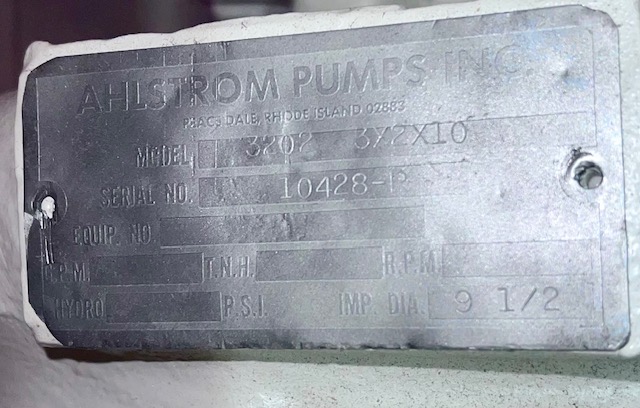 AHLSTROM PUMPS INC.
PEACE DALE, RHODE ISLAND 02883
MODEL 3202 3X2X10
SERIAL NO. 10428-P
EQUIP. NO.
G.P.M. T.N.H. R.P.M.
HYDRO P.S.I. IMP. DIA. 9 1/2